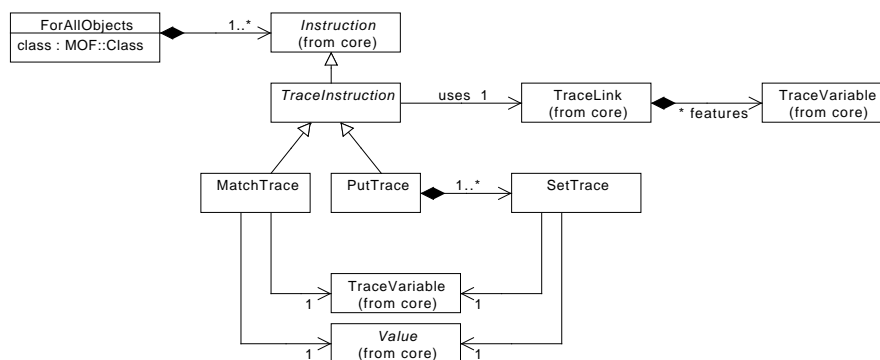 ForAllObjects
class : MOF::Class
1..*
Instruction
(from core)
TraceInstruction
uses 1
TraceLink
(from core)
* features
TraceVariable
(from core)
MatchTrace
PutTrace
1..*
SetTrace
TraceVariable
(from core)
1
1
Value
(from core)
1
1